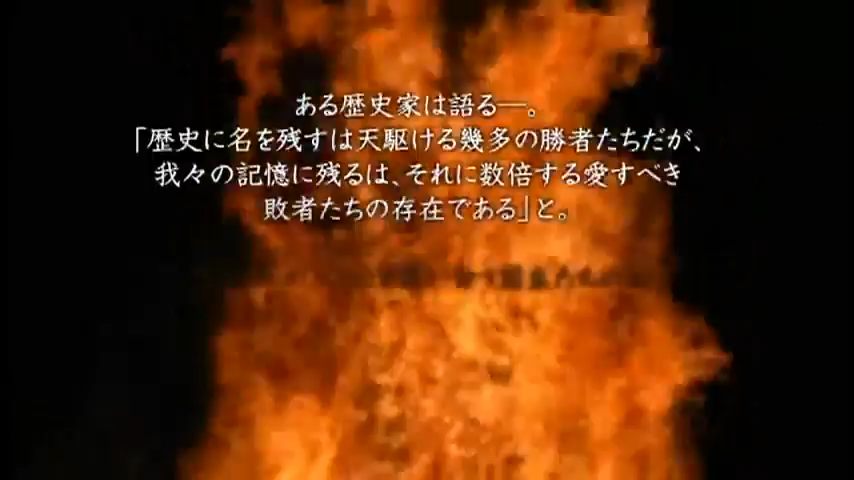 ある歴史家は語る―。
「歴史に名を残すは天駆ける幾多の勝者たちだが、
我々の記憶に残るは、それに数倍する愛すべき
敗者たちの存在である」と。